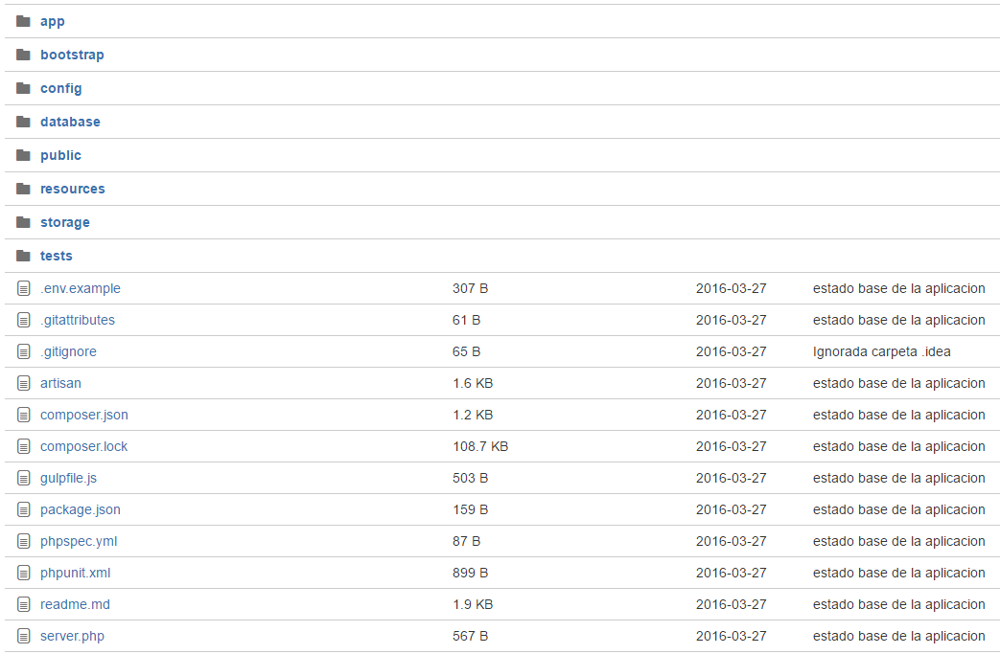 app
bootstrap
config
database
public
resources
storage
tests
.env.example 307 B 2016-03-27 estado base de la aplicacion
.gitattributes 61 B 2016-03-27 estado base de la aplicacion
.gitignore 65 B 2016-03-27 Ignorada carpeta .idea
artisan 1.6 KB 2016-03-27 estado base de la aplicacion
composer.json 1.2 KB 2016-03-27 estado base de la aplicacion
composer.lock 108.7 KB 2016-03-27 estado base de la aplicacion
gulpfile.js 503 B 2016-03-27 estado base de la aplicacion
package.json 159 B 2016-03-27 estado base de la aplicacion
phpspec.yml 87 B 2016-03-27 estado base de la aplicacion
phpunit.xml 899 B 2016-03-27 estado base de la aplicacion
readme.md 1.9 KB 2016-03-27 estado base de la aplicacion
server.php 567 B 2016-03-27 estado base de la aplicacion